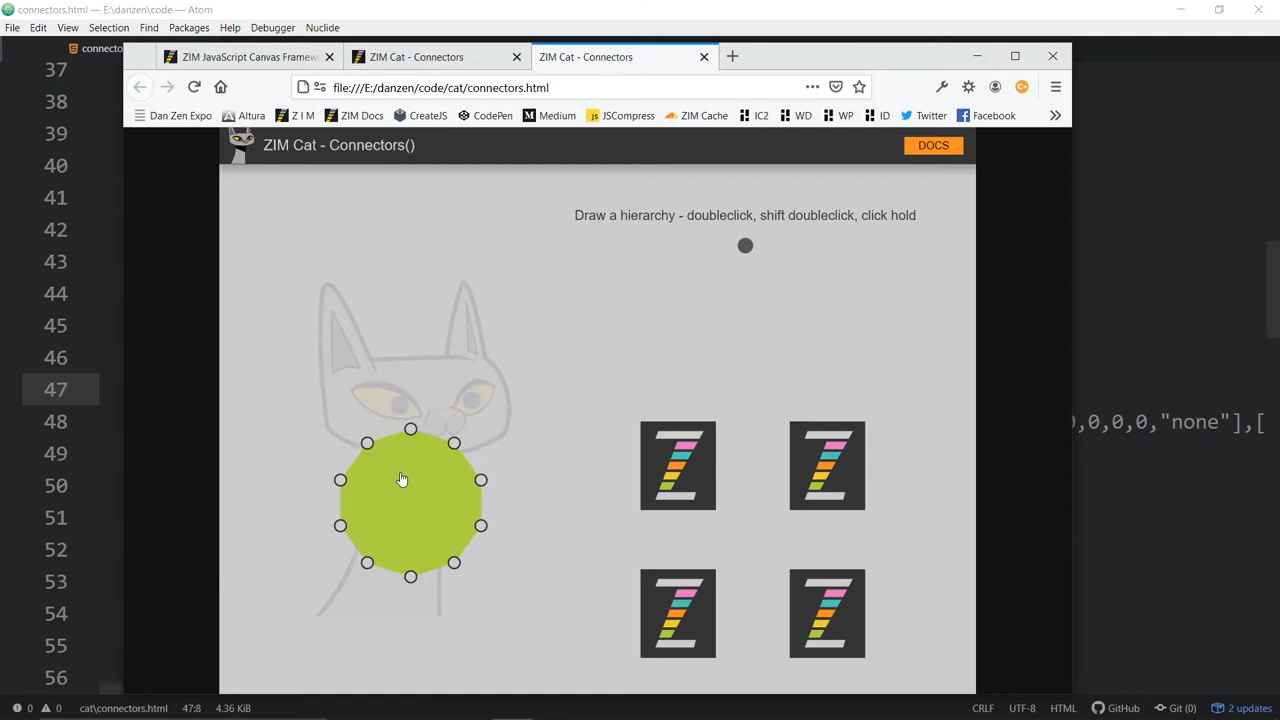 connectors.html — E:\danzen\code — Atom
File Edit View Selection Find Packages Help Debugger Nuclide
connecto
ZIM JavaScript Canvas Framew
ZIM Cat - Connectors
ZIM Cat - Connectors
file:///E:/danzen/code/cat/connectors.html
Dan Zen Expo Altura Z I M ZIM Docs CreateJS CodePen Medium JSCompress ZIM Cache IC2 WD WP ID Twitter Facebook
ZIM Cat - Connectors()
DOCS
Draw a hierarchy - doubleclick, shift doubleclick, click hold
37
38
39
40
41
42
43
44
45
46
47
48
0,0,0,0,"none"],[
49
50
51
52
53
54
55
56
0 0 cat\connectors.html 47:8 4.36 KiB CRLF UTF-8 HTML GitHub Git (0) 2 updates